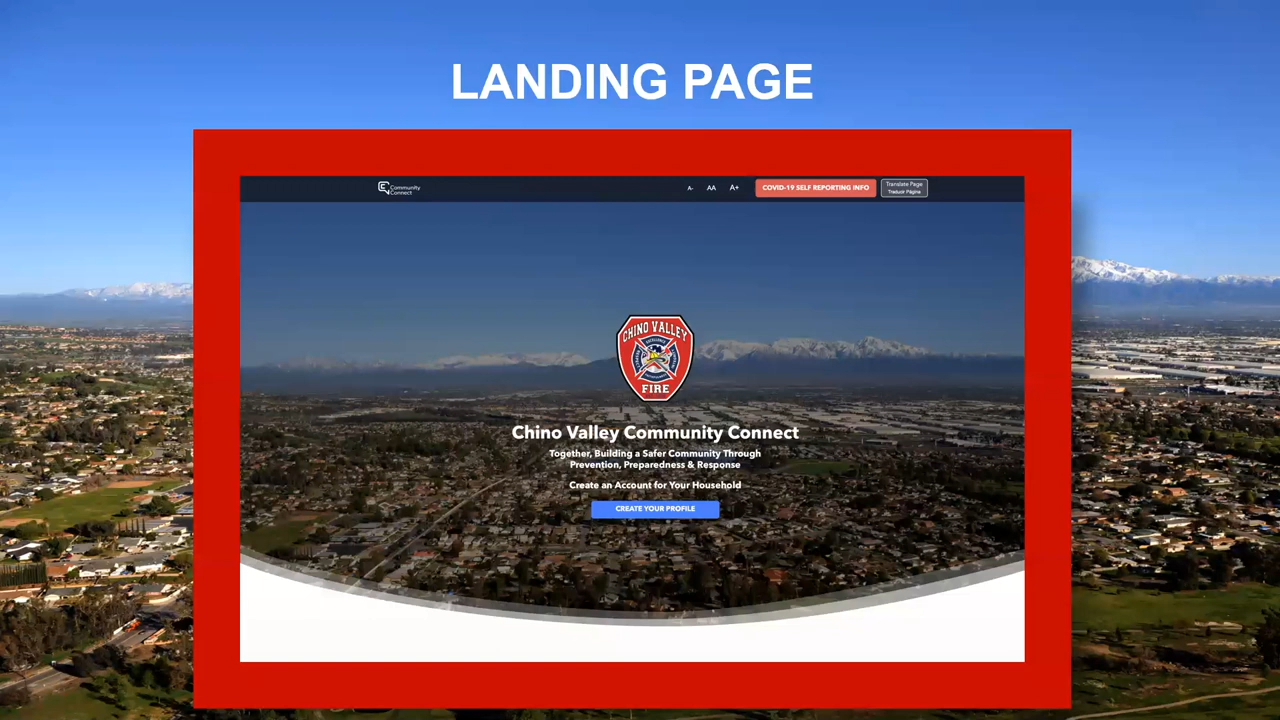 LANDING PAGE
Community
Connect
A- AA A+ COVID-19 SELF REPORTING INFO
Translate Page
Traducir Página
CHINO VALLEY
EXCELLENCE
FIRE
Chino Valley Community Connect
Together, Building a Safer Community Through
Prevention, Preparedness & Response
Create an Account for Your Household
CREATE YOUR PROFILE